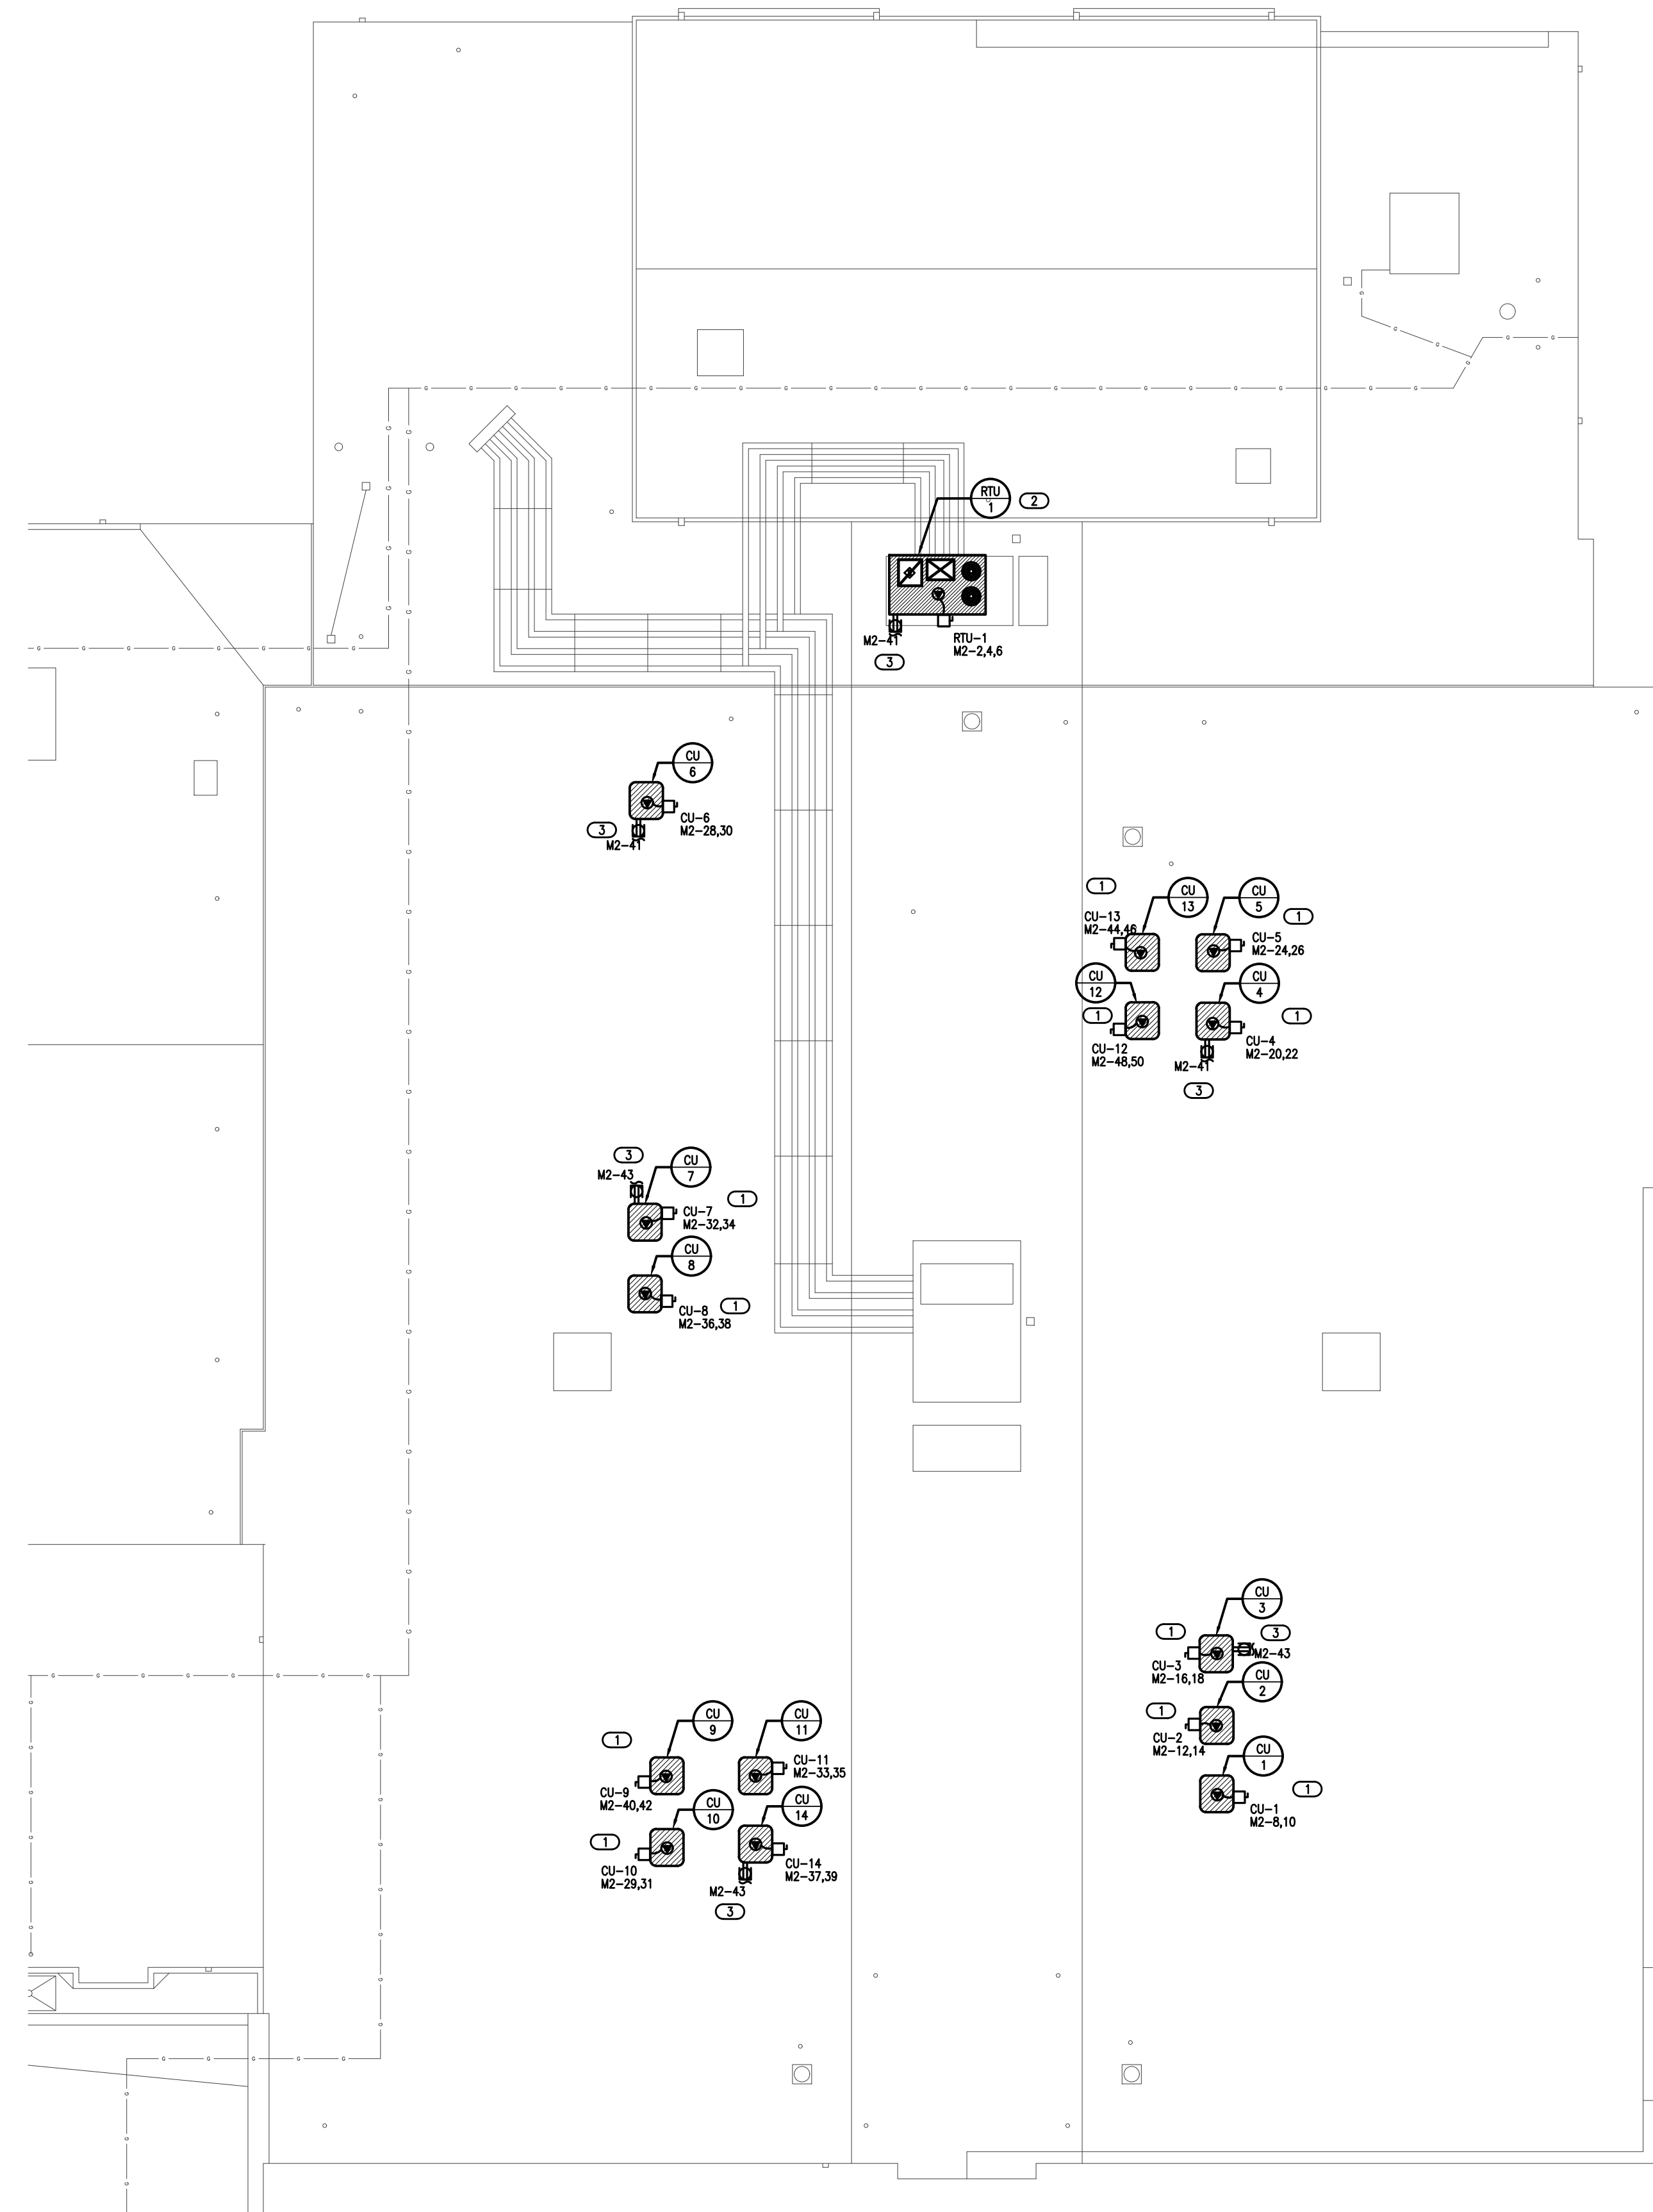 RTU
1
2
M2-41
3
RTU-1
M2-2,4,6
CU
6
3
M2-41
CU-6
M2-28,30
1
CU
13
CU
5
1
CU-13
M2-44,46
CU-5
M2-24,26
CU
12
CU
4
1
1
CU-12
M2-48,50
CU-4
M2-20,22
M2-41
3
3
M2-43
CU
7
1
CU-7
M2-32,34
CU
8
CU-8
M2-36,38
1
CU
3
1
3
M2-43
CU-3
M2-16,18
CU
2
1
CU-2
M2-12,14
CU
1
1
CU-1
M2-8,10
CU
9
CU
11
1
CU-11
M2-33,35
CU-9
M2-40,42
CU
10
CU
14
1
CU-10
M2-29,31
CU-14
M2-37,39
M2-43
3
G G G G G G G G G G G G G G G G G G G G G G G
G G
G
G
G
G
G G G G G G G G
G G G G G G G G
G G G G G